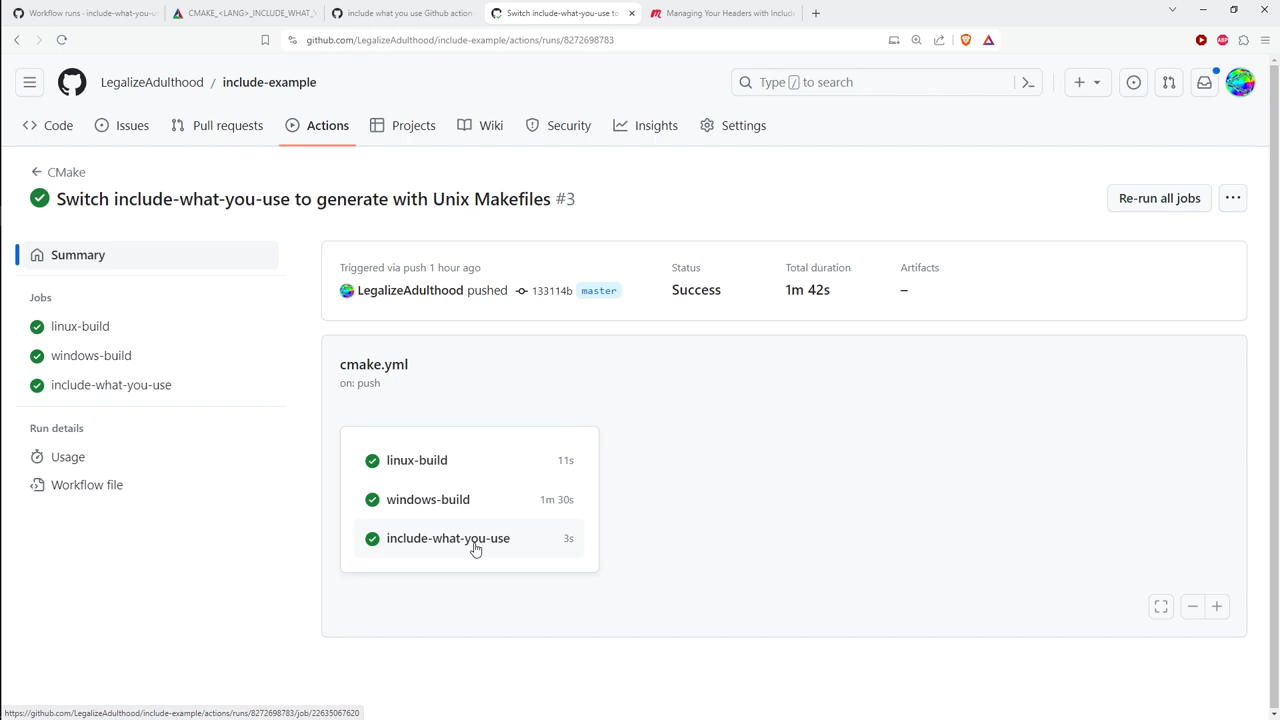 Workflow runs - include-what-you-us
CMAKE_<LANG>_INCLUDE_WHAT_Y
include what you use Github action
Switch include-what-you-use to
Managing Your Headers with Include
github.com/LegalizeAdulthood/include-example/actions/runs/8272698783
LegalizeAdulthood / include-example
Type / to search
Code
Issues
Pull requests
Actions
Projects
Wiki
Security
Insights
Settings
CMake
Switch include-what-you-use to generate with Unix Makefiles #3
Re-run all jobs
Summary
Jobs
linux-build
windows-build
include-what-you-use
Run details
Usage
Workflow file
Triggered via push 1 hour ago
LegalizeAdulthood pushed 133114b master
Status
Success
Total duration
1m 42s
Artifacts
–
cmake.yml
on: push
linux-build 11s
windows-build 1m 30s
include-what-you-use 3s
https://github.com/LegalizeAdulthood/include-example/actions/runs/8272698783/job/22635067620